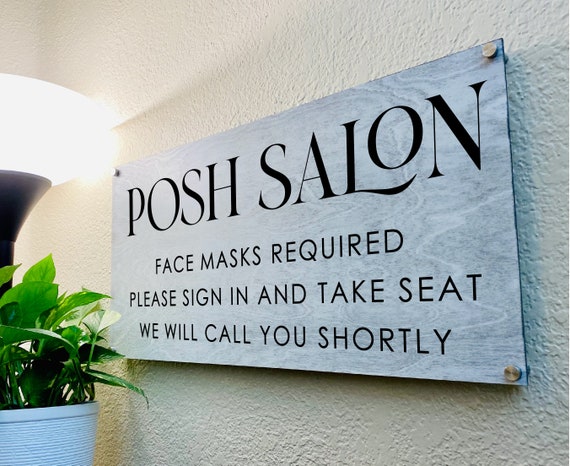 POSH SALON
FACE MASKS REQUIRED
PLEASE SIGN IN AND TAKE SEAT
WE WILL CALL YOU SHORTLY